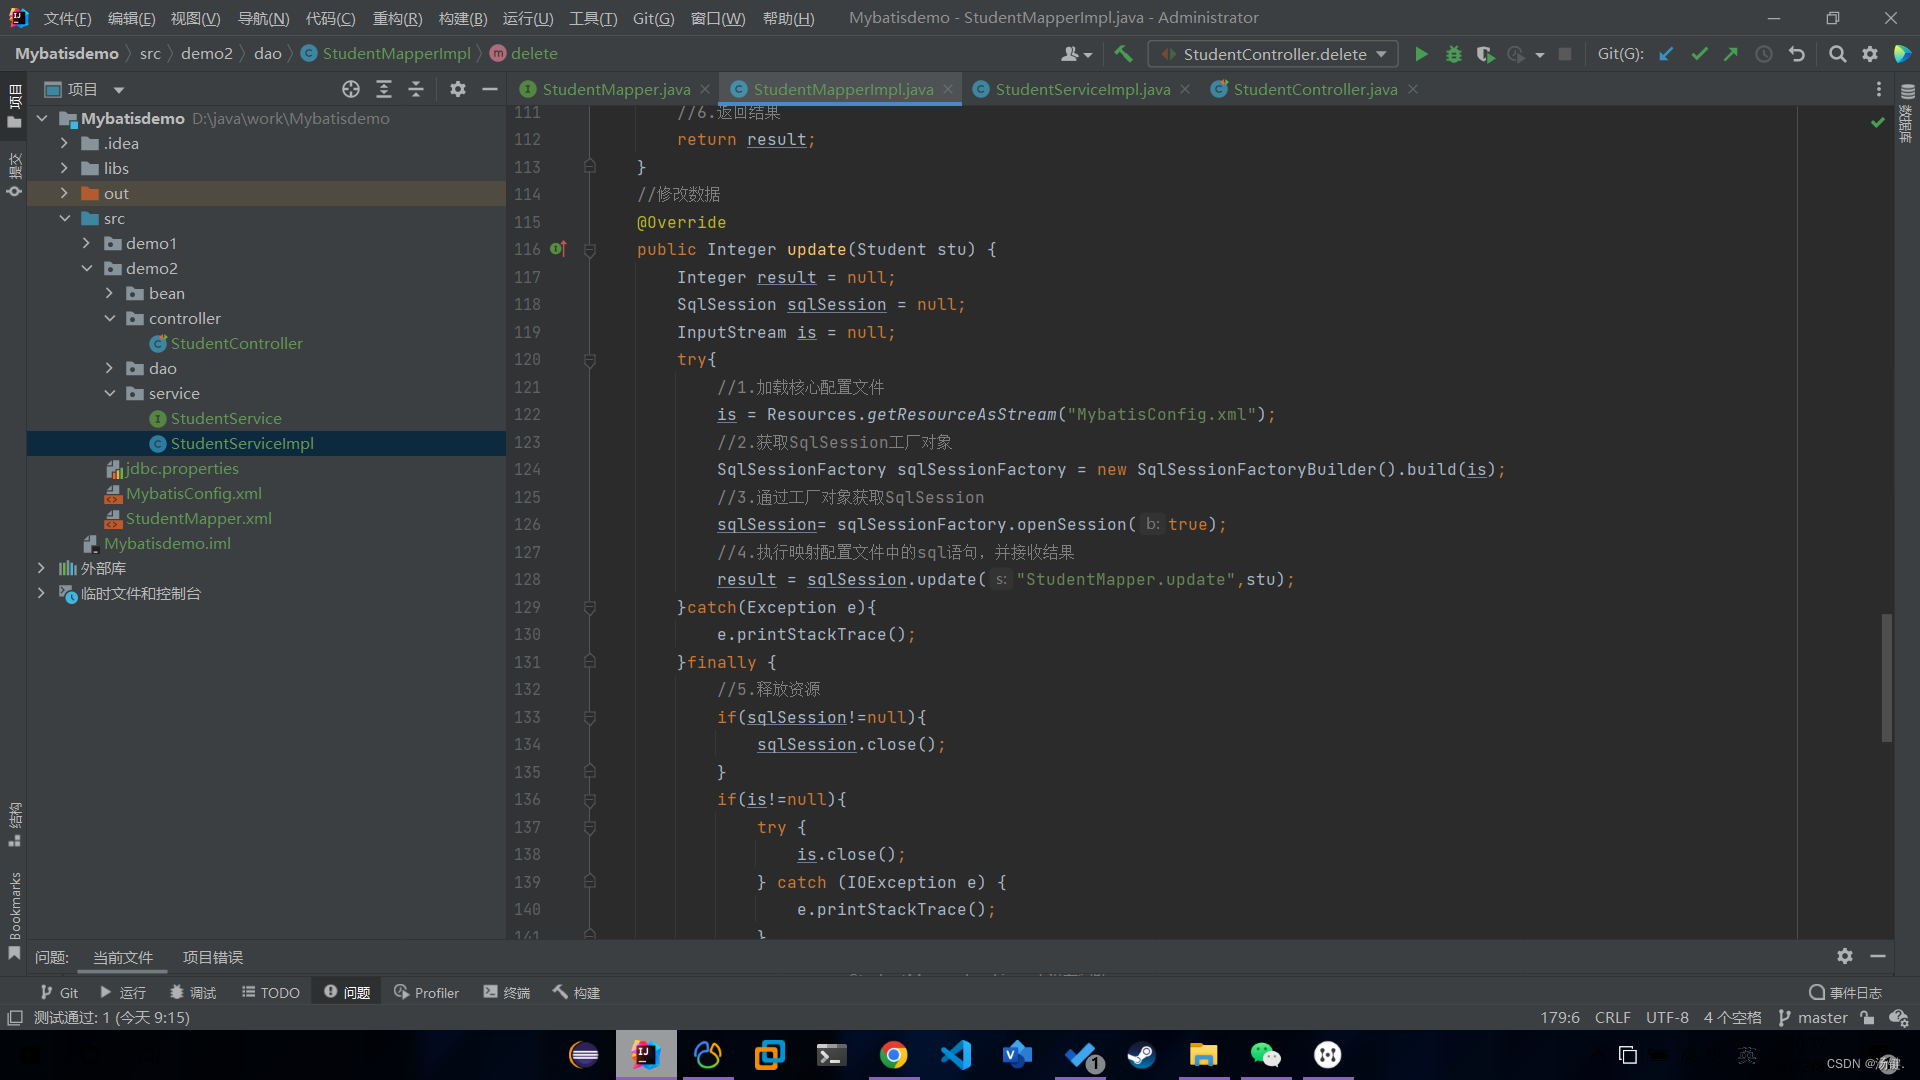 文件(F) 编辑(E) 视图(V) 导航(N) 代码(C) 重构(R) 构建(B) 运行(U) 工具(T) Git(G) 窗口(W) 帮助(H) Mybatisdemo - StudentMapperImpl.java - Administrator
Mybatisdemo src demo2 dao StudentMapperImpl delete StudentController.delete Git(G):
项目 StudentMapper.java StudentMapperImpl.java StudentServiceImpl.java StudentController.java
项目
提交
结构
Bookmarks
数据库
Mybatisdemo D:\java\work\Mybatisdemo
.idea
libs
out
src
demo1
demo2
bean
controller
StudentController
dao
service
StudentService
StudentServiceImpl
jdbc.properties
MybatisConfig.xml
StudentMapper.xml
Mybatisdemo.iml
外部库
临时文件和控制台
111 //6.返回结果
112 return result;
113 }
114 //修改数据
115 @Override
116 public Integer update(Student stu) {
117 Integer result = null;
118 SqlSession sqlSession = null;
119 InputStream is = null;
120 try{
121 //1.加载核心配置文件
122 is = Resources.getResourceAsStream("MybatisConfig.xml");
123 //2.获取SqlSession工厂对象
124 SqlSessionFactory sqlSessionFactory = new SqlSessionFactoryBuilder().build(is);
125 //3.通过工厂对象获取SqlSession
126 sqlSession= sqlSessionFactory.openSession( b: true);
127 //4.执行映射配置文件中的sql语句，并接收结果
128 result = sqlSession.update( s: "StudentMapper.update",stu);
129 }catch(Exception e){
130 e.printStackTrace();
131 }finally {
132 //5.释放资源
133 if(sqlSession!=null){
134 sqlSession.close();
135 }
136 if(is!=null){
137 try {
138 is.close();
139 } catch (IOException e) {
140 e.printStackTrace();
141 }
问题: 当前文件 项目错误
Git 运行 调试 TODO 问题 Profiler 终端 构建 事件日志
测试通过: 1 (今天 9:15) 179:6 CRLF UTF-8 4 个空格 master
1
英
CSDN @汤键.